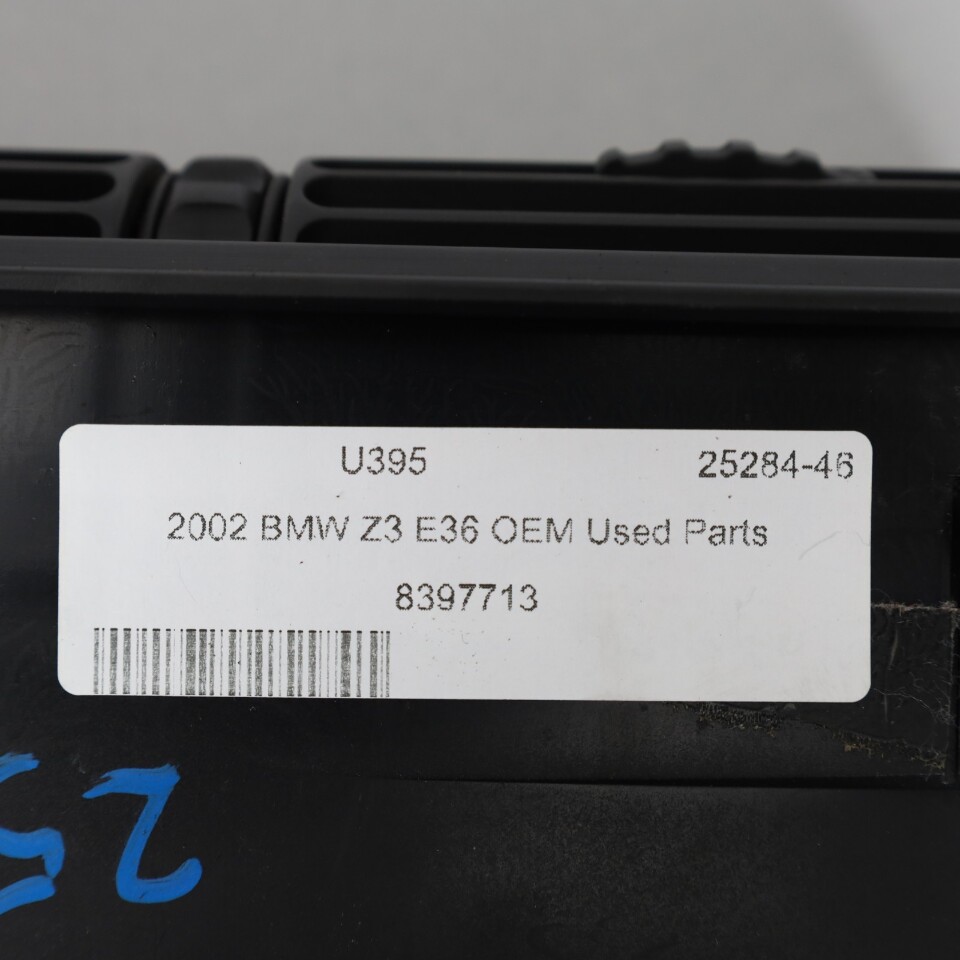 U395 25284-46
2002 BMW Z3 E36 OEM Used Parts
8397713